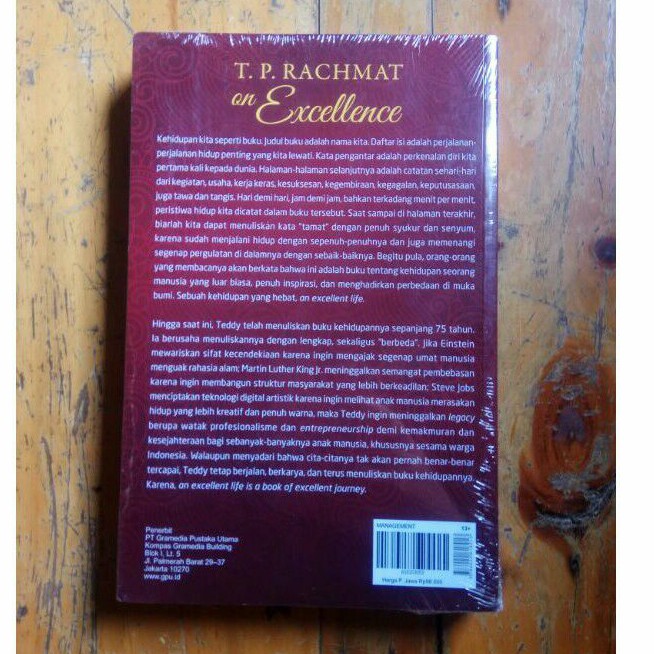 T. P. RACHMAT
on Excellence
Kehidupan kita seperti buku. Judul buku adalah nama kita. Daftar isi adalah perjalanan-
perjalanan hidup penting yang kita lewati. Kata pengantar adalah perkenalan diri kita
pertama kali kepada dunia. Halaman-halaman selanjutnya adalah catatan sehari-hari
dari kegiatan, usaha, kerja keras, kesuksesan, kegembiraan, kegagalan, keputusasaan,
juga tawa dan tangis. Hari demi hari, jam demi jam, bahkan terkadang menit per menit,
peristiwa hidup kita dicatat dalam buku tersebut. Saat sampai di halaman terakhir,
biarlah kita dapat menuliskan kata "tamat" dengan penuh syukur dan senyum,
karena sudah menjalani hidup dengan sepenuh-penuhnya dan juga memenangi
segenap pergulatan di dalamnya dengan sebaik-baiknya. Begitu pula, orang-orang
yang membacanya akan berkata bahwa ini adalah buku tentang kehidupan seorang
manusia yang luar biasa, penuh inspirasi, dan menghadirkan perbedaan di muka
bumi. Sebuah kehidupan yang hebat, an excellent life.
Hingga saat ini, Teddy telah menuliskan buku kehidupannya sepanjang 75 tahun.
Ia berusaha menuliskannya dengan lengkap, sekaligus "berbeda". Jika Einstein
mewariskan sifat kecendekiaan karena ingin mengajak segenap umat manusia
menguak rahasia alam; Martin Luther King Jr. meninggalkan semangat pembebasan
karena ingin membangun struktur masyarakat yang lebih berkeadilan; Steve Jobs
menciptakan teknologi digital artistik karena ingin melihat anak manusia merasakan
hidup yang lebih kreatif dan penuh warna, maka Teddy ingin meninggalkan legacy
berupa watak profesionalisme dan entrepreneurship demi kemakmuran dan
kesejahteraan bagi sebanyak-banyaknya anak manusia, khususnya sesama warga
Indonesia. Walaupun menyadari bahwa cita-citanya tak akan pernah benar-benar
tercapai, Teddy tetap berjalan, berkarya, dan terus menuliskan buku kehidupannya.
Karena, an excellent life is a book of excellent journey.
Penerbit
PT Gramedia Pustaka Utama
Kompas Gramedia Building
Blok I, Lt. 5
Jl. Palmerah Barat 29–37
Jakarta 10270
www.gpu.id
MANAGEMENT
Harga P. Jawa